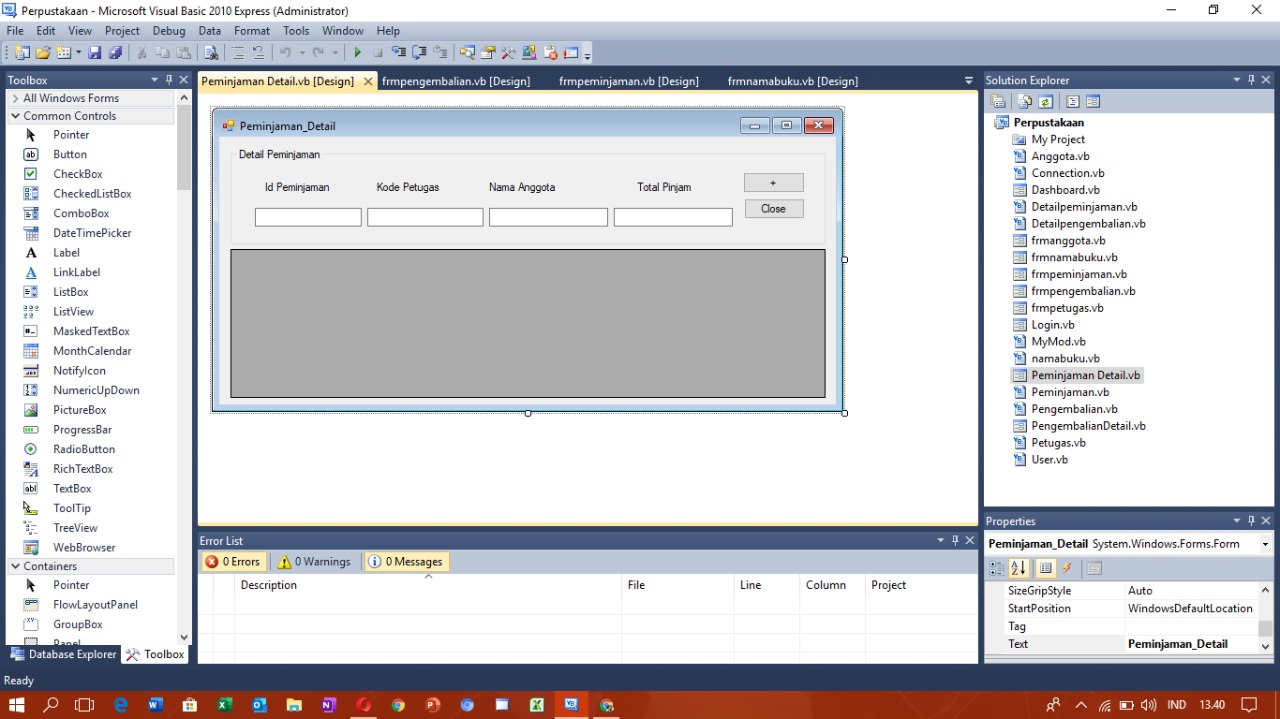 Perpustakaan - Microsoft Visual Basic 2010 Express (Administrator)
File Edit View Project Debug Data Format Tools Window Help
Toolbox
All Windows Forms
Common Controls
Pointer
Button
CheckBox
CheckedListBox
ComboBox
DateTimePicker
Label
LinkLabel
ListBox
ListView
MaskedTextBox
MonthCalendar
NotifyIcon
NumericUpDown
PictureBox
ProgressBar
RadioButton
RichTextBox
TextBox
ToolTip
TreeView
WebBrowser
Containers
Pointer
FlowLayoutPanel
GroupBox
Panel
Database Explorer Toolbox
Peminjaman Detail.vb [Design] frmpengembalian.vb [Design] frmpeminjaman.vb [Design] frmnamabuku.vb [Design]
Peminjaman_Detail
Detail Peminjaman
Id Peminjaman Kode Petugas Nama Anggota Total Pinjam
+
Close
Error List
0 Errors 0 Warnings 0 Messages
Description File Line Column Project
Solution Explorer
Perpustakaan
My Project
Anggota.vb
Connection.vb
Dashboard.vb
Detailpeminjaman.vb
Detailpengembalian.vb
frmanggota.vb
frmnamabuku.vb
frmpeminjaman.vb
frmpengembalian.vb
frmpetugas.vb
Login.vb
MyMod.vb
namabuku.vb
Peminjaman Detail.vb
Peminjaman.vb
Pengembalian.vb
PengembalianDetail.vb
Petugas.vb
User.vb
Properties
Peminjaman_Detail System.Windows.Forms.Form
SizeGripStyle Auto
StartPosition WindowsDefaultLocation
Tag
Text Peminjaman_Detail
Ready
IND 13.40